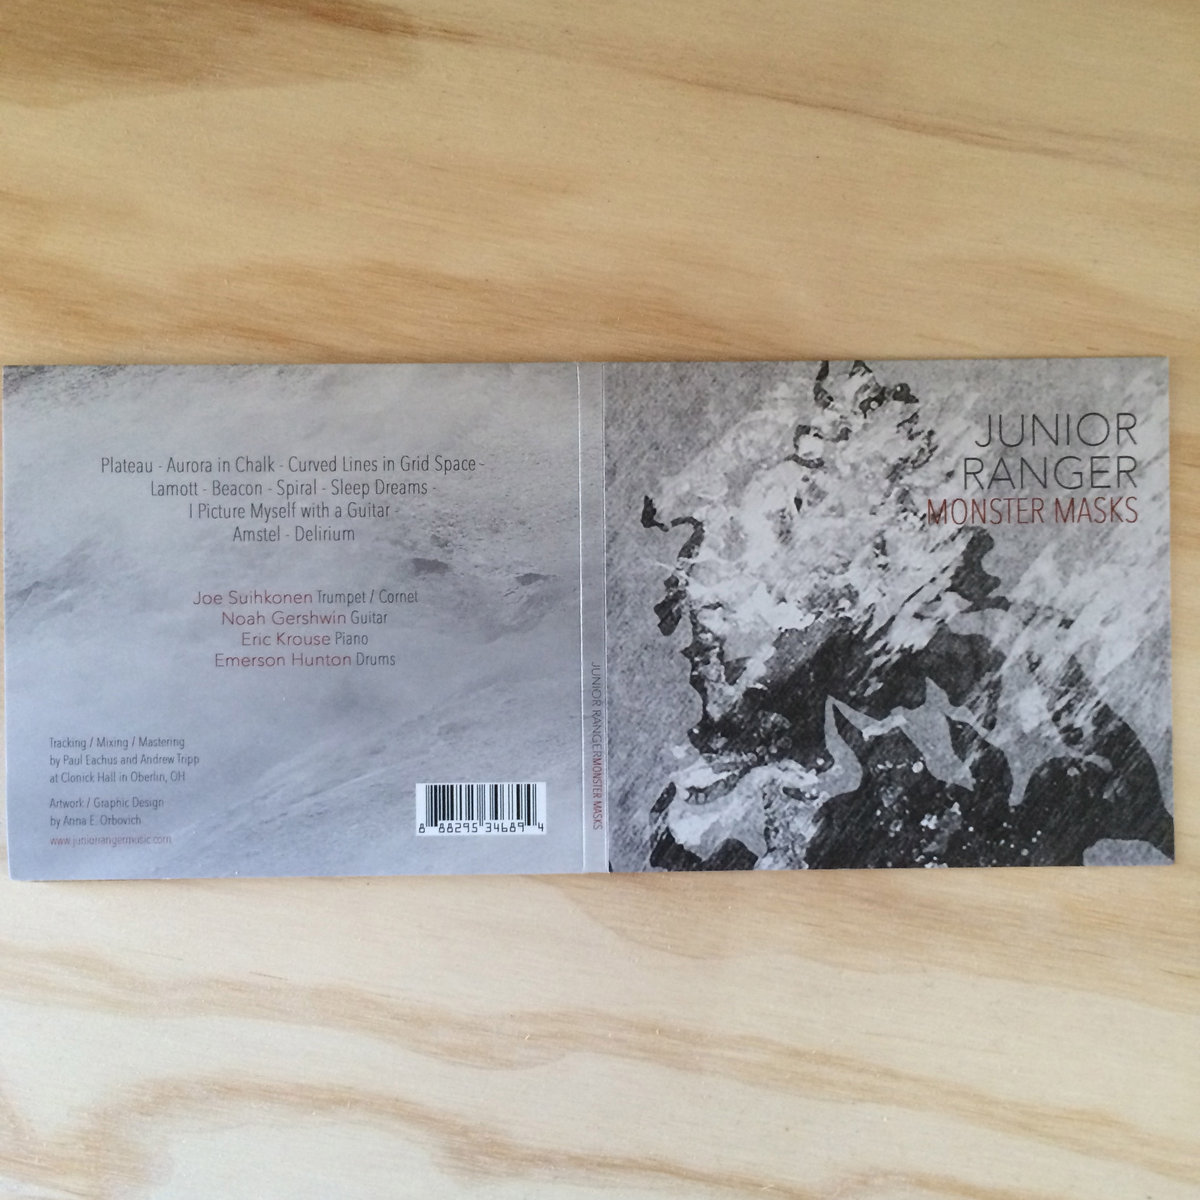 Plateau - Aurora in Chalk - Curved Lines in Grid Space -
Lamott - Beacon - Spiral - Sleep Dreams -
I Picture Myself with a Guitar -
Amstel - Delirium
Joe Suihkonen Trumpet / Cornet
Noah Gershwin Guitar
Eric Krouse Piano
Emerson Hunton Drums
Tracking / Mixing / Mastering
by Paul Eachus and Andrew Tripp
at Clonick Hall in Oberlin, OH
Artwork / Graphic Design
by Anna E. Orbovich
www.juniorrangermusic.com
8 88295 34689 4
JUNIOR RANGER MONSTER MASKS
JUNIOR
RANGER
MONSTER MASKS